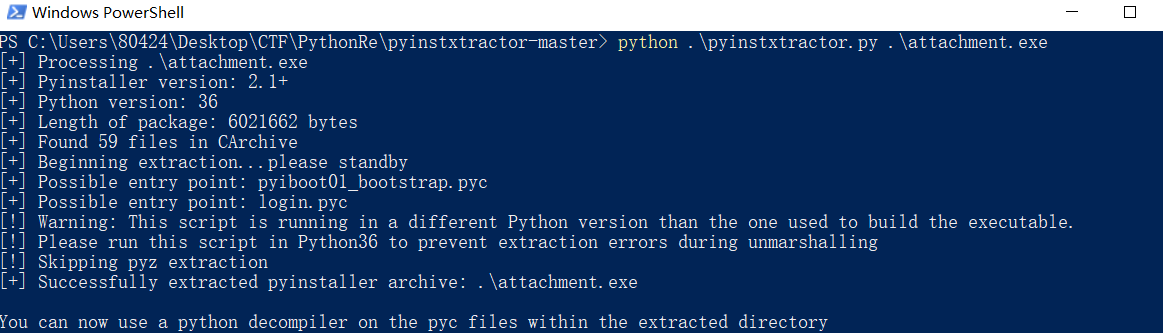 Windows PowerShell
PS C:\Users\80424\Desktop\CTF\PythonRe\pyinstxtractor-master> python .\pyinstxtractor.py .\attachment.exe
[+] Processing .\attachment.exe
[+] Pyinstaller version: 2.1+
[+] Python version: 36
[+] Length of package: 6021662 bytes
[+] Found 59 files in CArchive
[+] Beginning extraction...please standby
[+] Possible entry point: pyiboot01_bootstrap.pyc
[+] Possible entry point: login.pyc
[!] Warning: This script is running in a different Python version than the one used to build the executable.
[!] Please run this script in Python36 to prevent extraction errors during unmarshalling
[!] Skipping pyz extraction
[+] Successfully extracted pyinstaller archive: .\attachment.exe
You can now use a python decompiler on the pyc files within the extracted directory